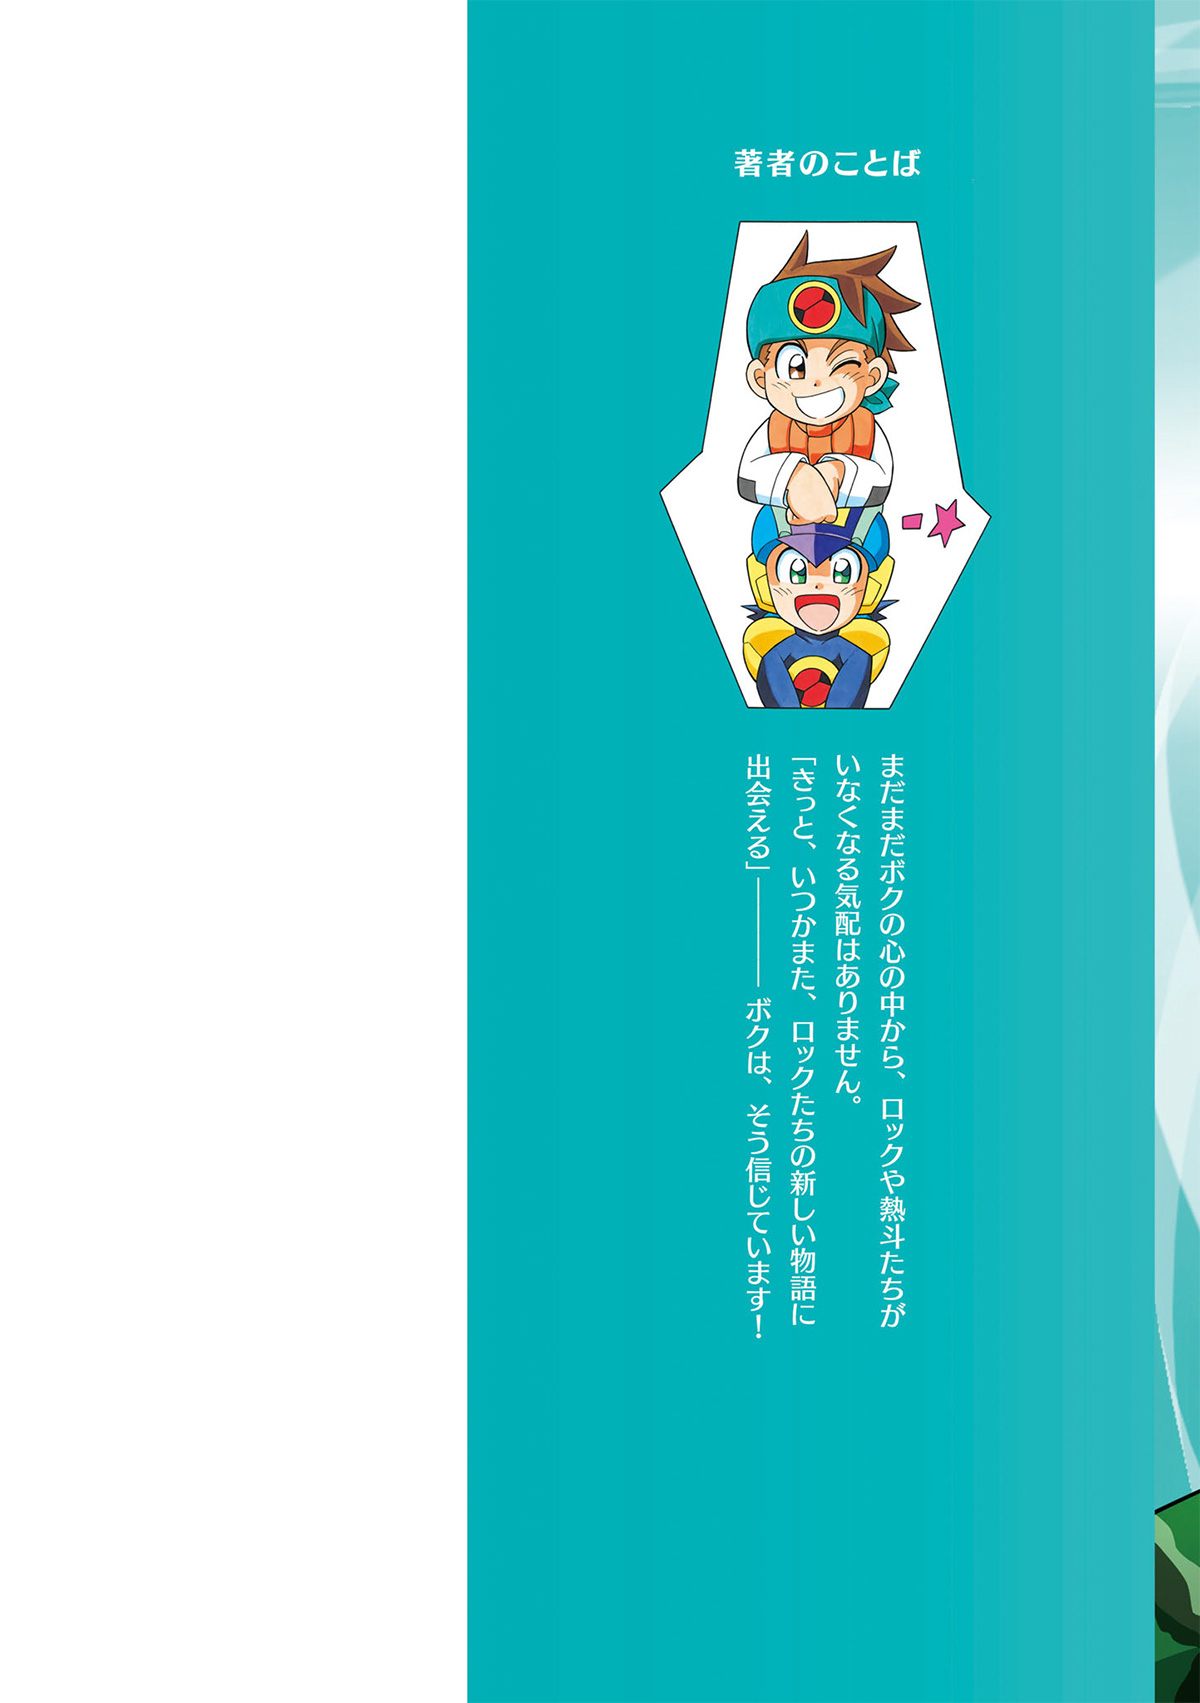 著者のことば
まだまだボクの心の中から、ロックや熱斗たちが
いなくなる気配はありません。
「きっと、いつかまた、ロックたちの新しい物語に
出会える」――― ボクは、そう信じています！